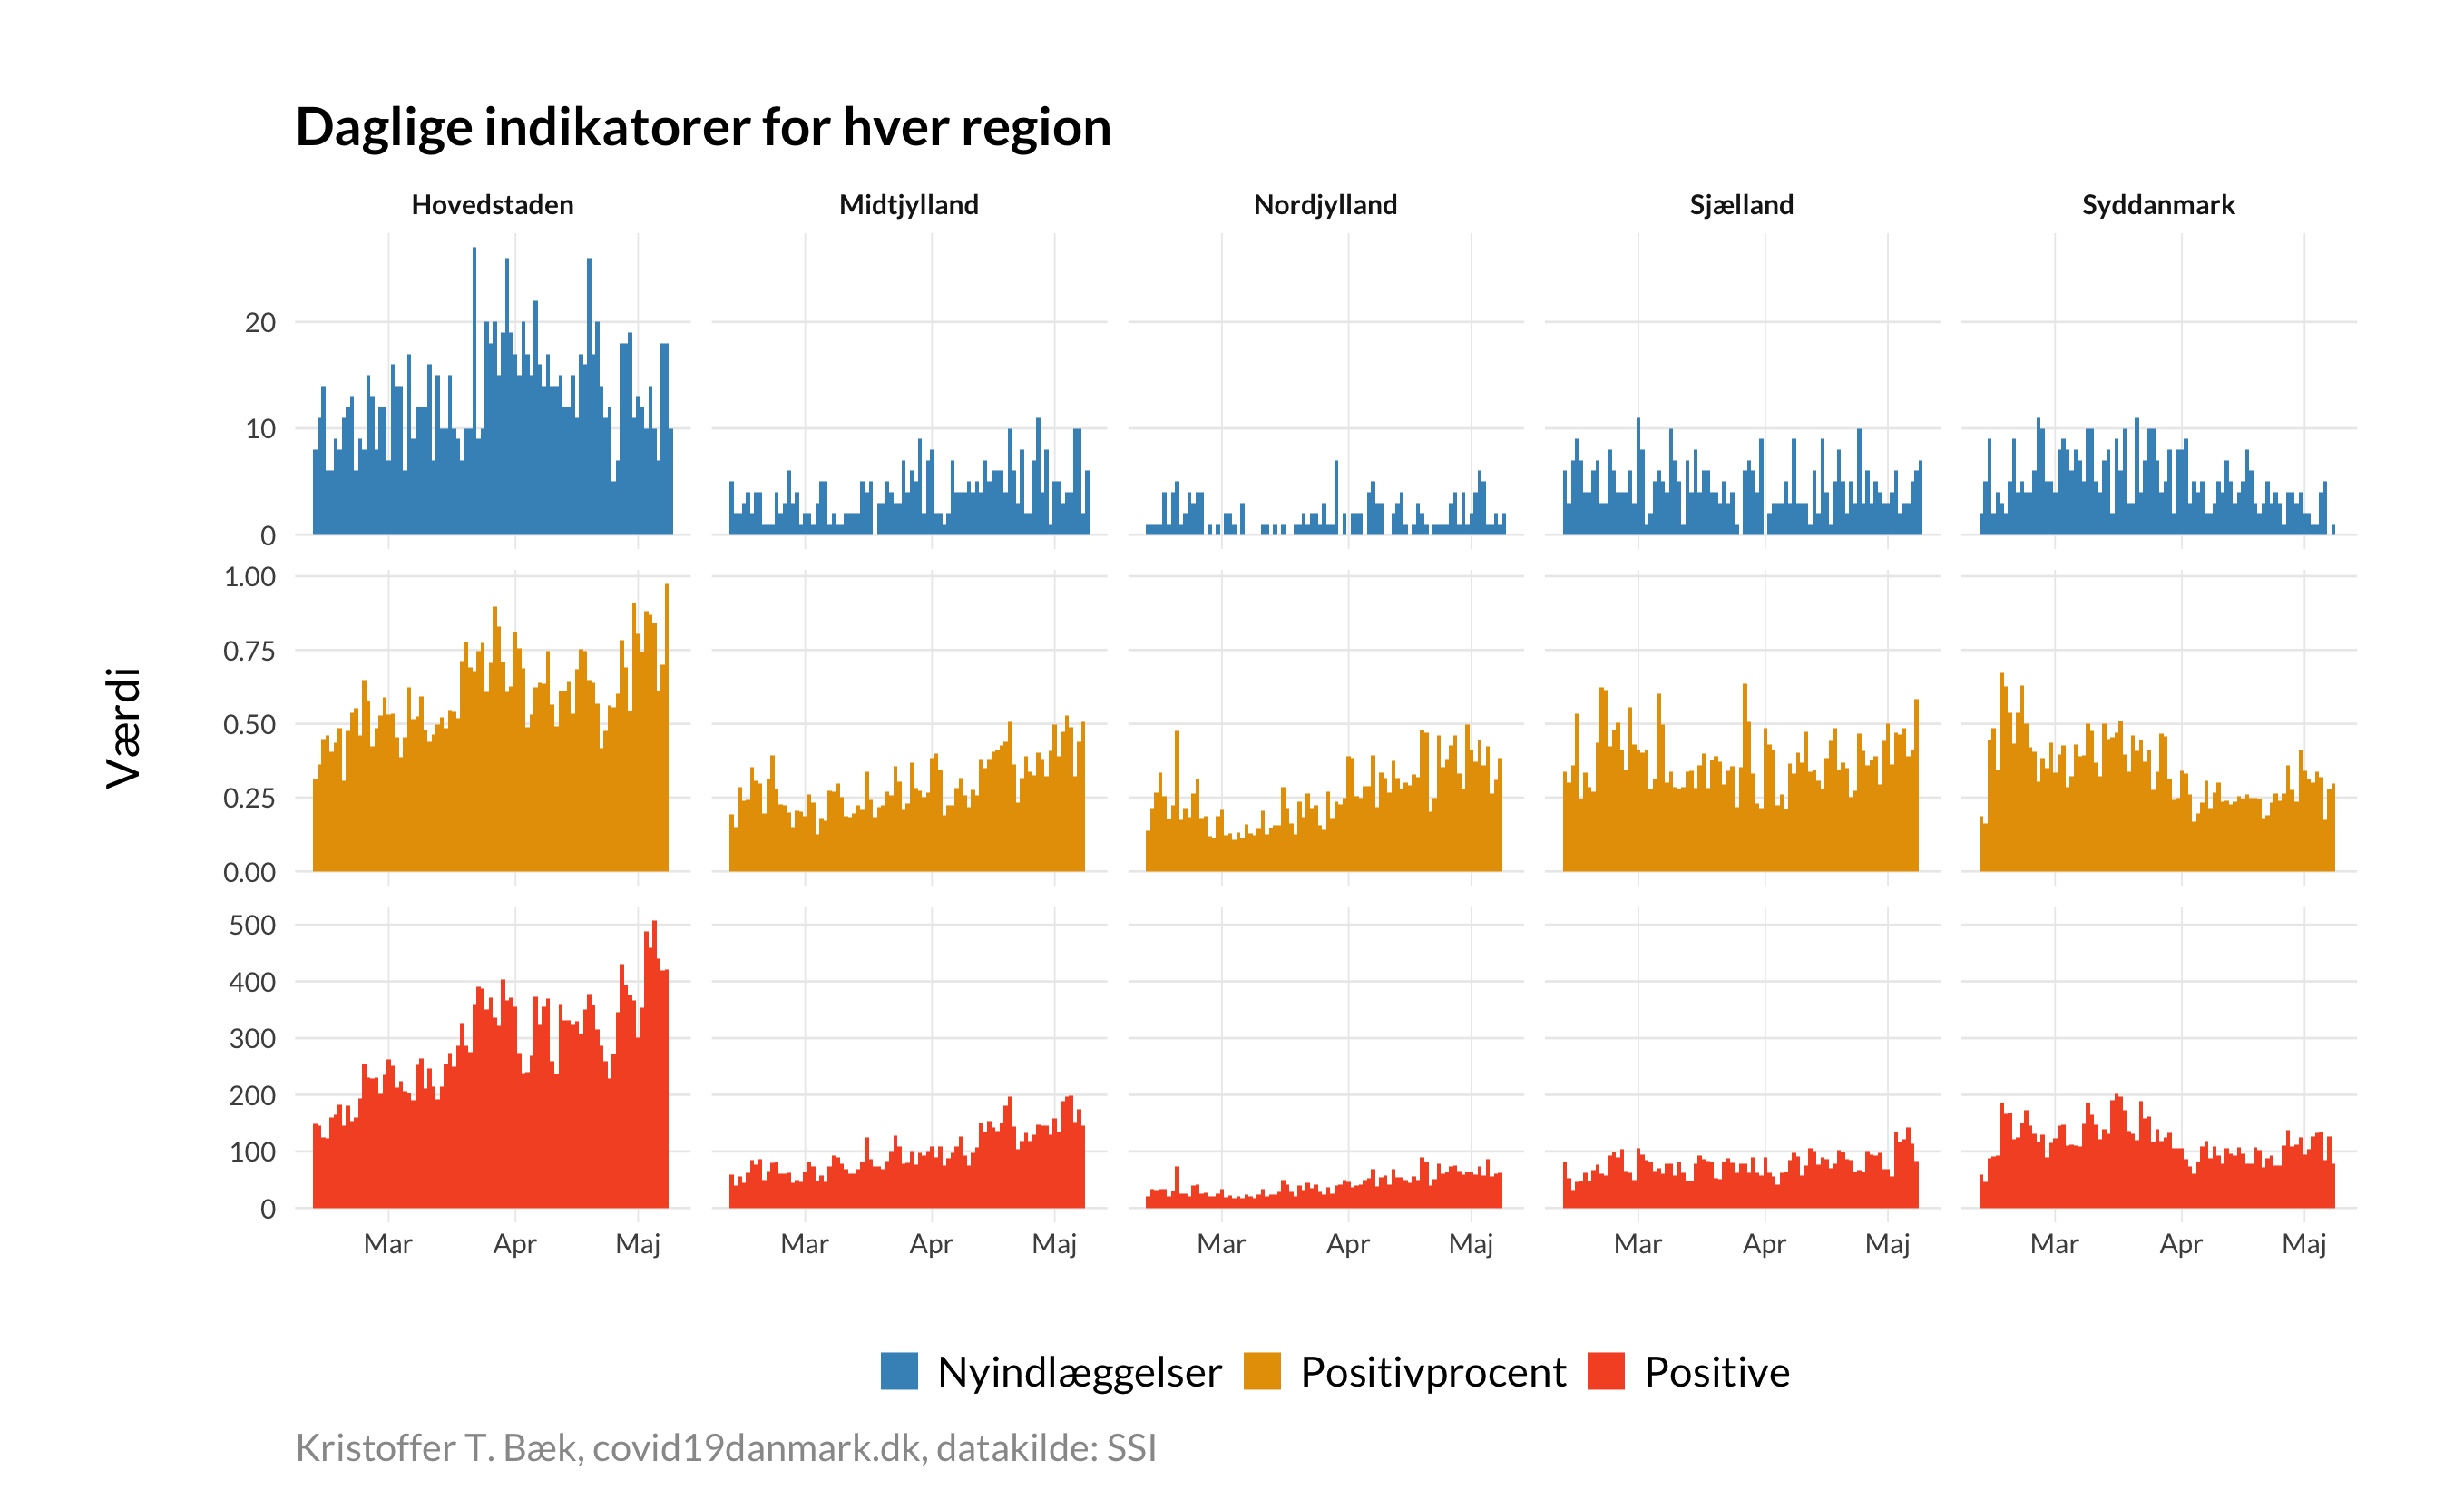 Daglige indikatorer for hver region
Hovedstaden Midtjylland Nordjylland Sjælland Syddanmark
20
10
0
1.00
0.75
0.50
0.25
0.00
500
400
300
200
100
0
Værdi
Mar Apr Maj Mar Apr Maj Mar Apr Maj Mar Apr Maj Mar Apr Maj
Nyindlæggelser Positivprocent Positive
Kristoffer T. Bæk, covid19danmark.dk, datakilde: SSI